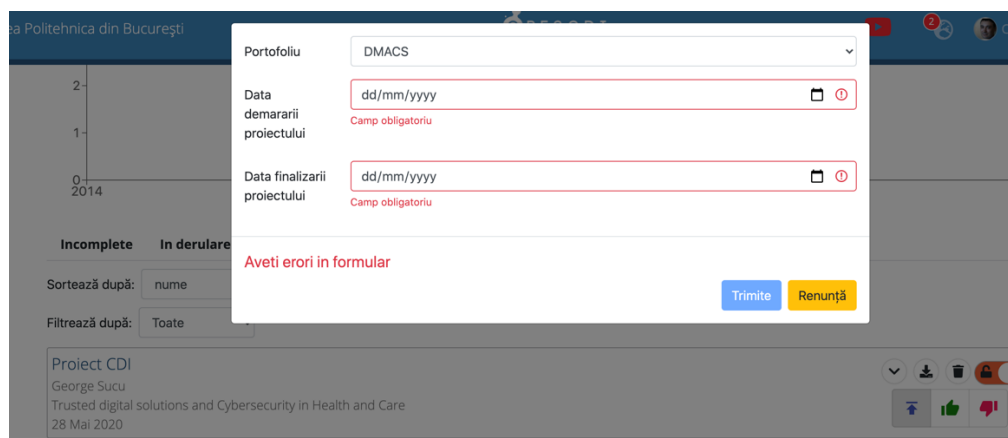 ea Politehnica din București
2
Portofoliu
DMACS
2
Data
demararii
proiectului
dd/mm/yyyy
Camp obligatoriu
1
Data finalizarii
proiectului
dd/mm/yyyy
Camp obligatoriu
0
2014
Incomplete In derulare
Aveti erori in formular
Sortează după: nume
Trimite Renunță
Filtrează după: Toate
Proiect CDI
George Sucu
Trusted digital solutions and Cybersecurity in Health and Care
28 Mai 2020